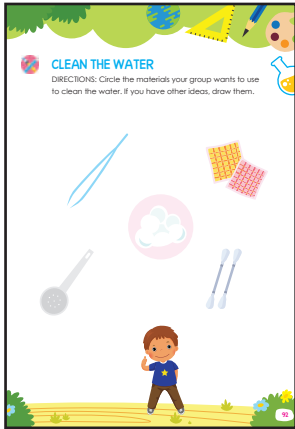 CLEAN THE WATER
DIRECTIONS: Circle the materials your group wants to use
to clean the water. If you have other ideas, draw them.
92